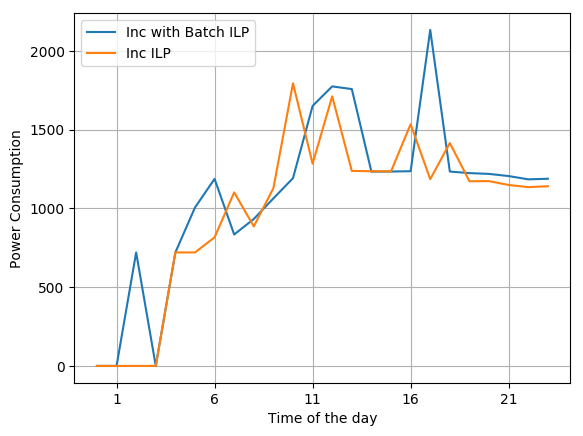 Inc with Batch ILP
Inc ILP
Power Consumption
2000
1500
1000
500
0
1 6 11 16 21
Time of the day